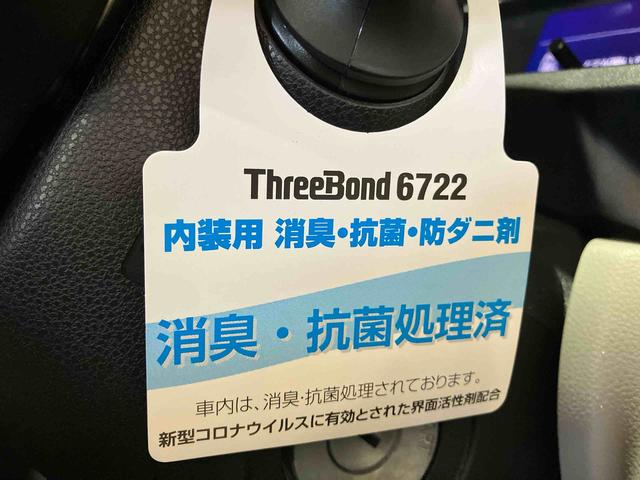 ThreeBond 6722
内装用 消臭・抗菌・防ダニ剤
消臭・抗菌処理済
車内は、消臭・抗菌処理されております。
新型コロナウイルスに有効とされた界面活性剤配合